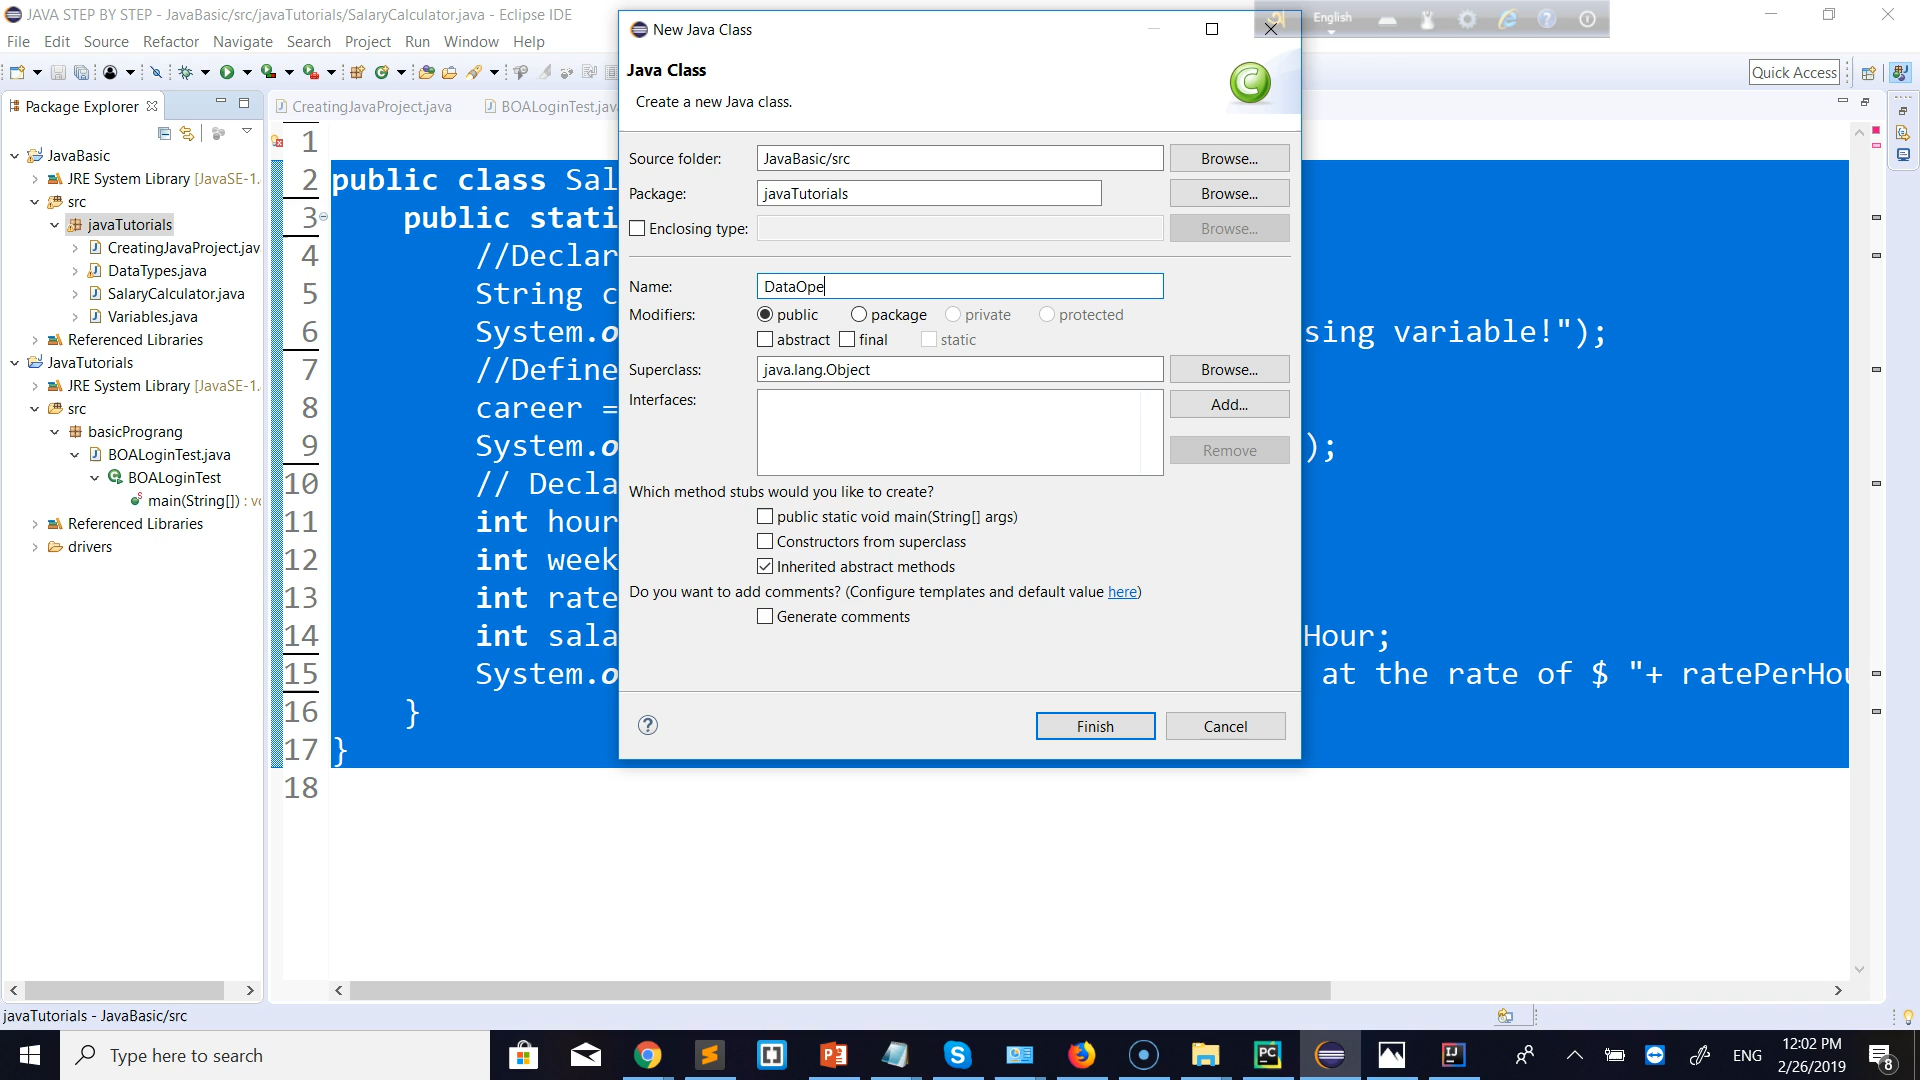 JAVA STEP BY STEP - JavaBasic/src/javaTutorials/SalaryCalculator.java - Eclipse IDE
File Edit Source Refactor Navigate Search Project Run Window Help
English
Quick Access
Package Explorer
CreatingJavaProject.java
BOALoginTest.jav
JavaBasic
JRE System Library [JavaSE-1.
src
javaTutorials
CreatingJavaProject.jav
DataTypes.java
SalaryCalculator.java
Variables.java
Referenced Libraries
JavaTutorials
JRE System Library [JavaSE-1.
src
basicPrograng
BOALoginTest.java
BOALoginTest
main(String[]) : vo
Referenced Libraries
drivers
1
2 public class Sal
3 public stati
4 //Declar
5 String c
6 System.o sing variable!");
7 //Define
8 career =
9 System.o );
10 // Decla
11 int hour
12 int week
13 int rate
14 int sala Hour;
15 System.o at the rate of $ "+ ratePerHou
16 }
17 }
18
New Java Class
Java Class
Create a new Java class.
Source folder: JavaBasic/src Browse...
Package: javaTutorials Browse...
Enclosing type: Browse...
Name: DataOpe
Modifiers: public package private protected
abstract final static
Superclass: java.lang.Object Browse...
Interfaces: Add...
Remove
Which method stubs would you like to create?
public static void main(String[] args)
Constructors from superclass
Inherited abstract methods
Do you want to add comments? (Configure templates and default value here)
Generate comments
Finish Cancel
javaTutorials - JavaBasic/src
Type here to search
ENG
12:02 PM
2/26/2019
8